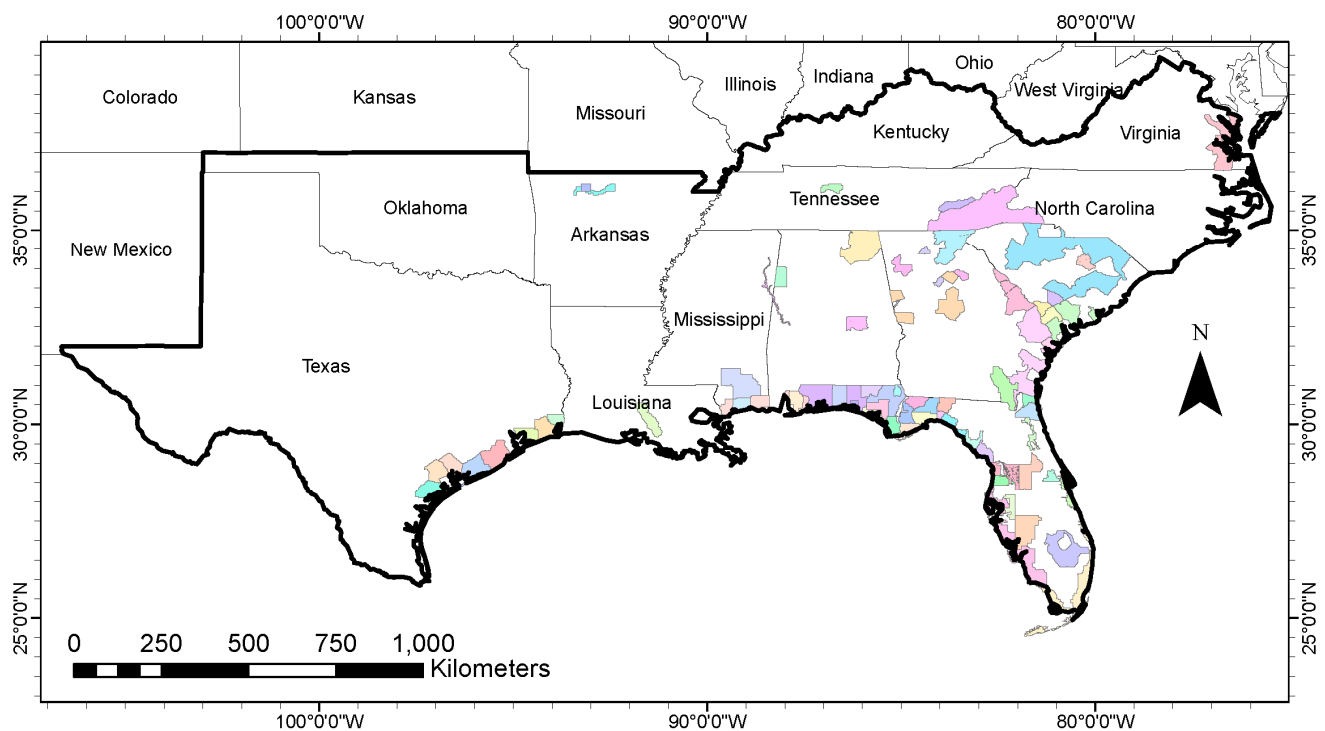 100°0'0"W 90°0'0"W 80°0'0"W
Ohio
Indiana
Illinois
West Virginia
Colorado
Kansas
Missouri
Kentucky
Virginia
Tennessee
Oklahoma
North Carolina
35°0'0"N 35°0'0"N
Arkansas
New Mexico
Mississippi
N
Texas
Louisiana
30°0'0"N 30°0'0"N
25°0'0"N 25°0'0"N
0 250 500 750 1,000
Kilometers
100°0'0"W 90°0'0"W 80°0'0"W